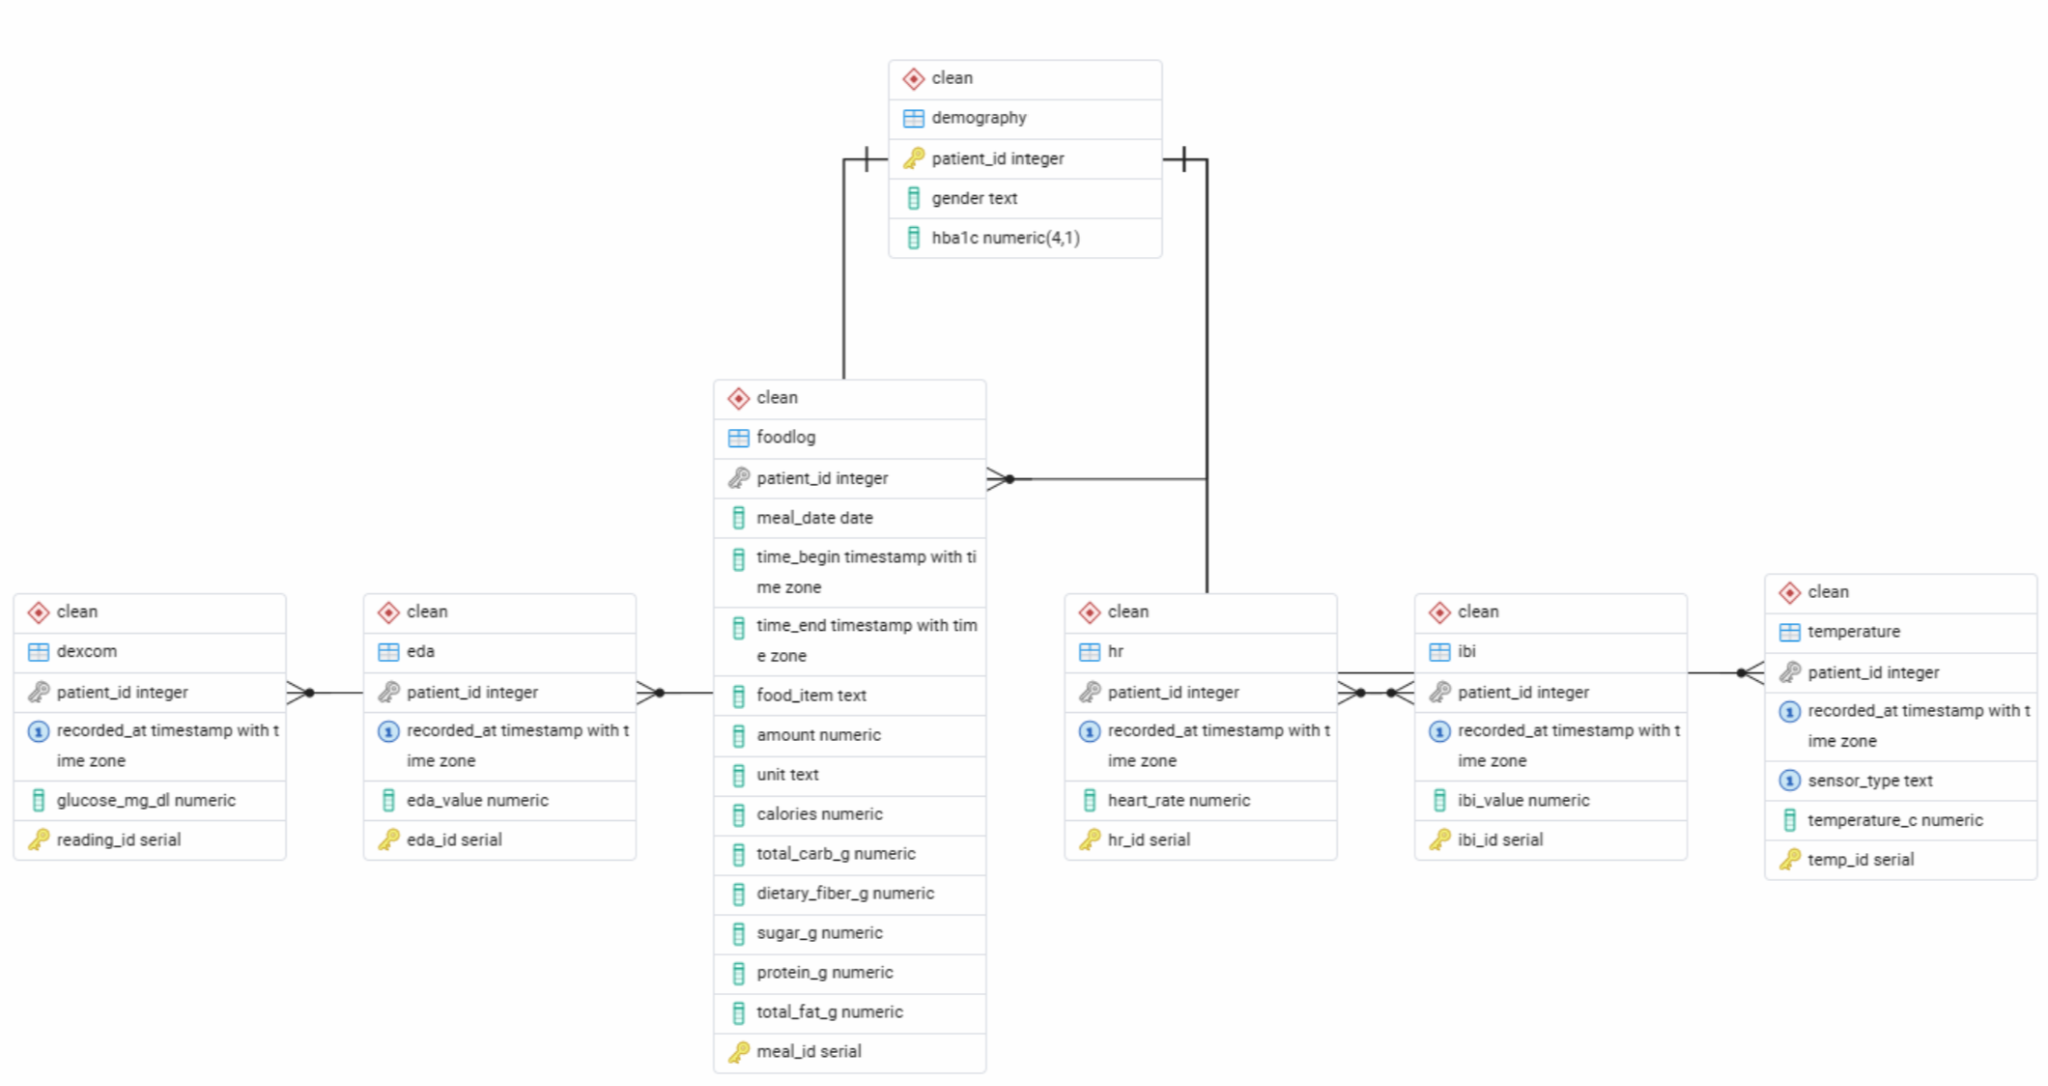 clean
demography
patient_id integer
gender text
hba1c numeric(4,1)
clean
foodlog
patient_id integer
meal_date date
time_begin timestamp with ti
me zone
time_end timestamp with tim
e zone
food_item text
amount numeric
unit text
calories numeric
total_carb_g numeric
dietary_fiber_g numeric
sugar_g numeric
protein_g numeric
total_fat_g numeric
meal_id serial
clean
dexcom
patient_id integer
recorded_at timestamp with t
ime zone
glucose_mg_dl numeric
reading_id serial
clean
eda
patient_id integer
recorded_at timestamp with t
ime zone
eda_value numeric
eda_id serial
clean
hr
patient_id integer
recorded_at timestamp with t
ime zone
heart_rate numeric
hr_id serial
clean
ibi
patient_id integer
recorded_at timestamp with t
ime zone
ibi_value numeric
ibi_id serial
clean
temperature
patient_id integer
recorded_at timestamp with t
ime zone
sensor_type text
temperature_c numeric
temp_id serial